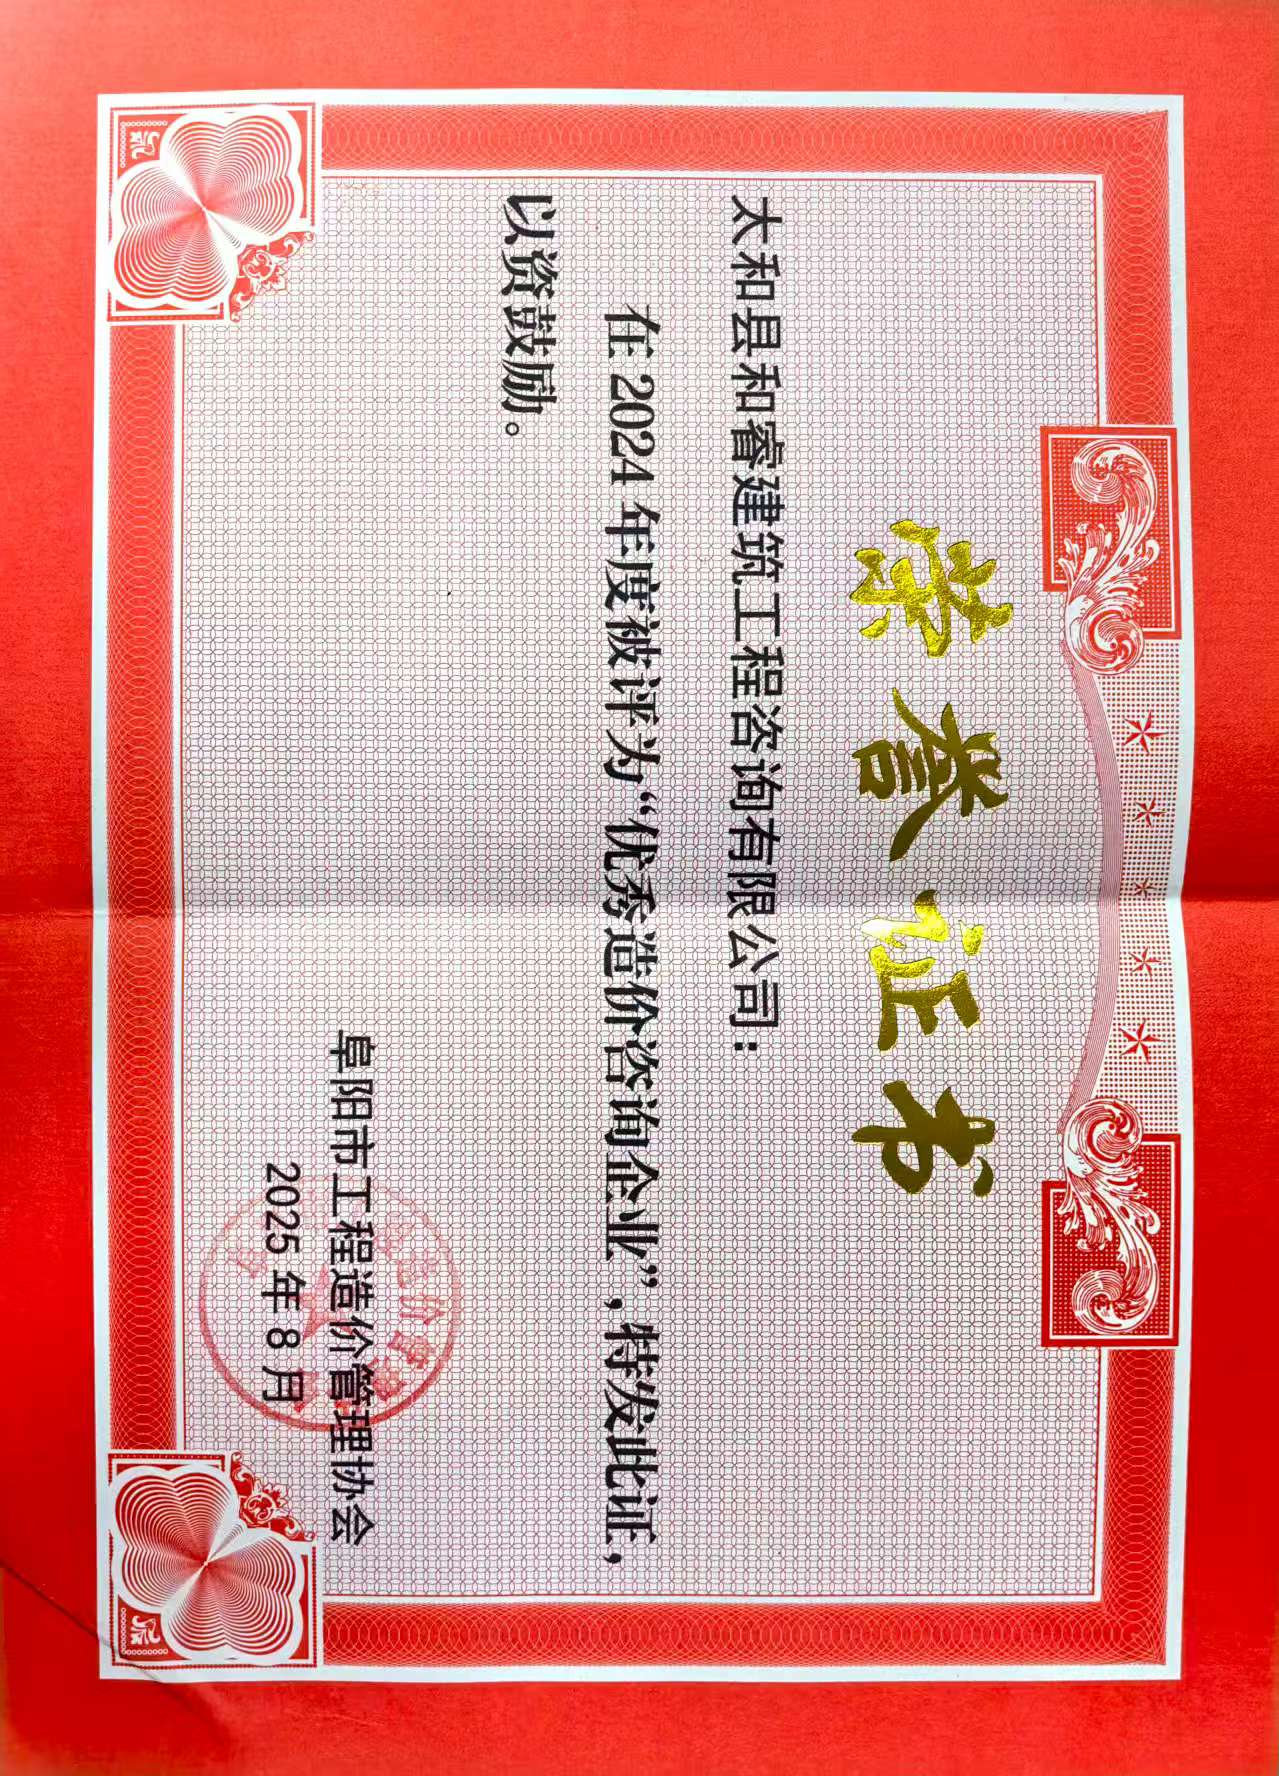 荣誉证书
太和县和睿建筑工程咨询有限公司：
在2024年度被评为“优秀造价咨询企业”，特发此证，
以资鼓励。
阜阳市工程造价管理协会
2025年8月